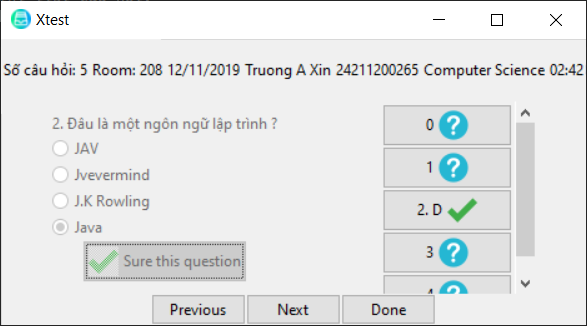 Xtest
Số câu hỏi: 5 Room: 208 12/11/2019 Truong A Xin 24211200265 Computer Science 02:42
2. Đâu là một ngôn ngữ lập trình ?
JAV
Jvevermind
J.K Rowling
Java
Sure this question
0
1
2. D
3
4
Previous
Next
Done